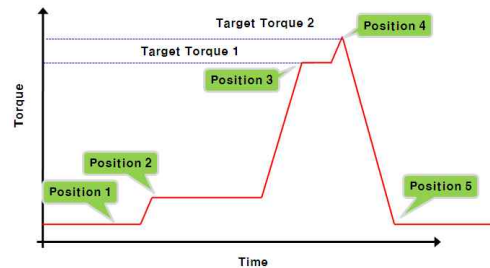 Target Torque 2
Position 4
Target Torque 1
Position 3
Torque
Position 2
Position 1
Position 5
Time